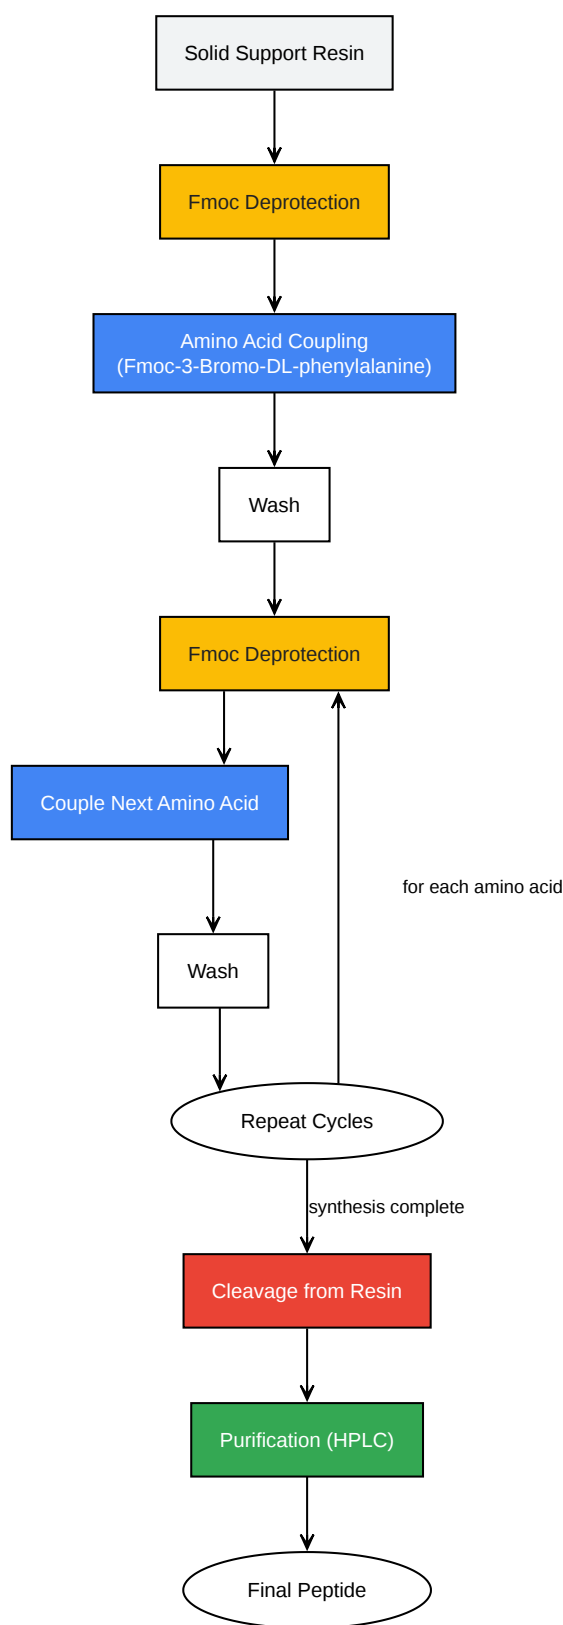 Solid Support Resin
Fmoc Deprotection
Amino Acid Coupling
(Fmoc-3-Bromo-DL-phenylalanine)
Wash
Fmoc Deprotection
Couple Next Amino Acid
for each amino acid
Wash
Repeat Cycles
synthesis complete
Cleavage from Resin
Purification (HPLC)
Final Peptide